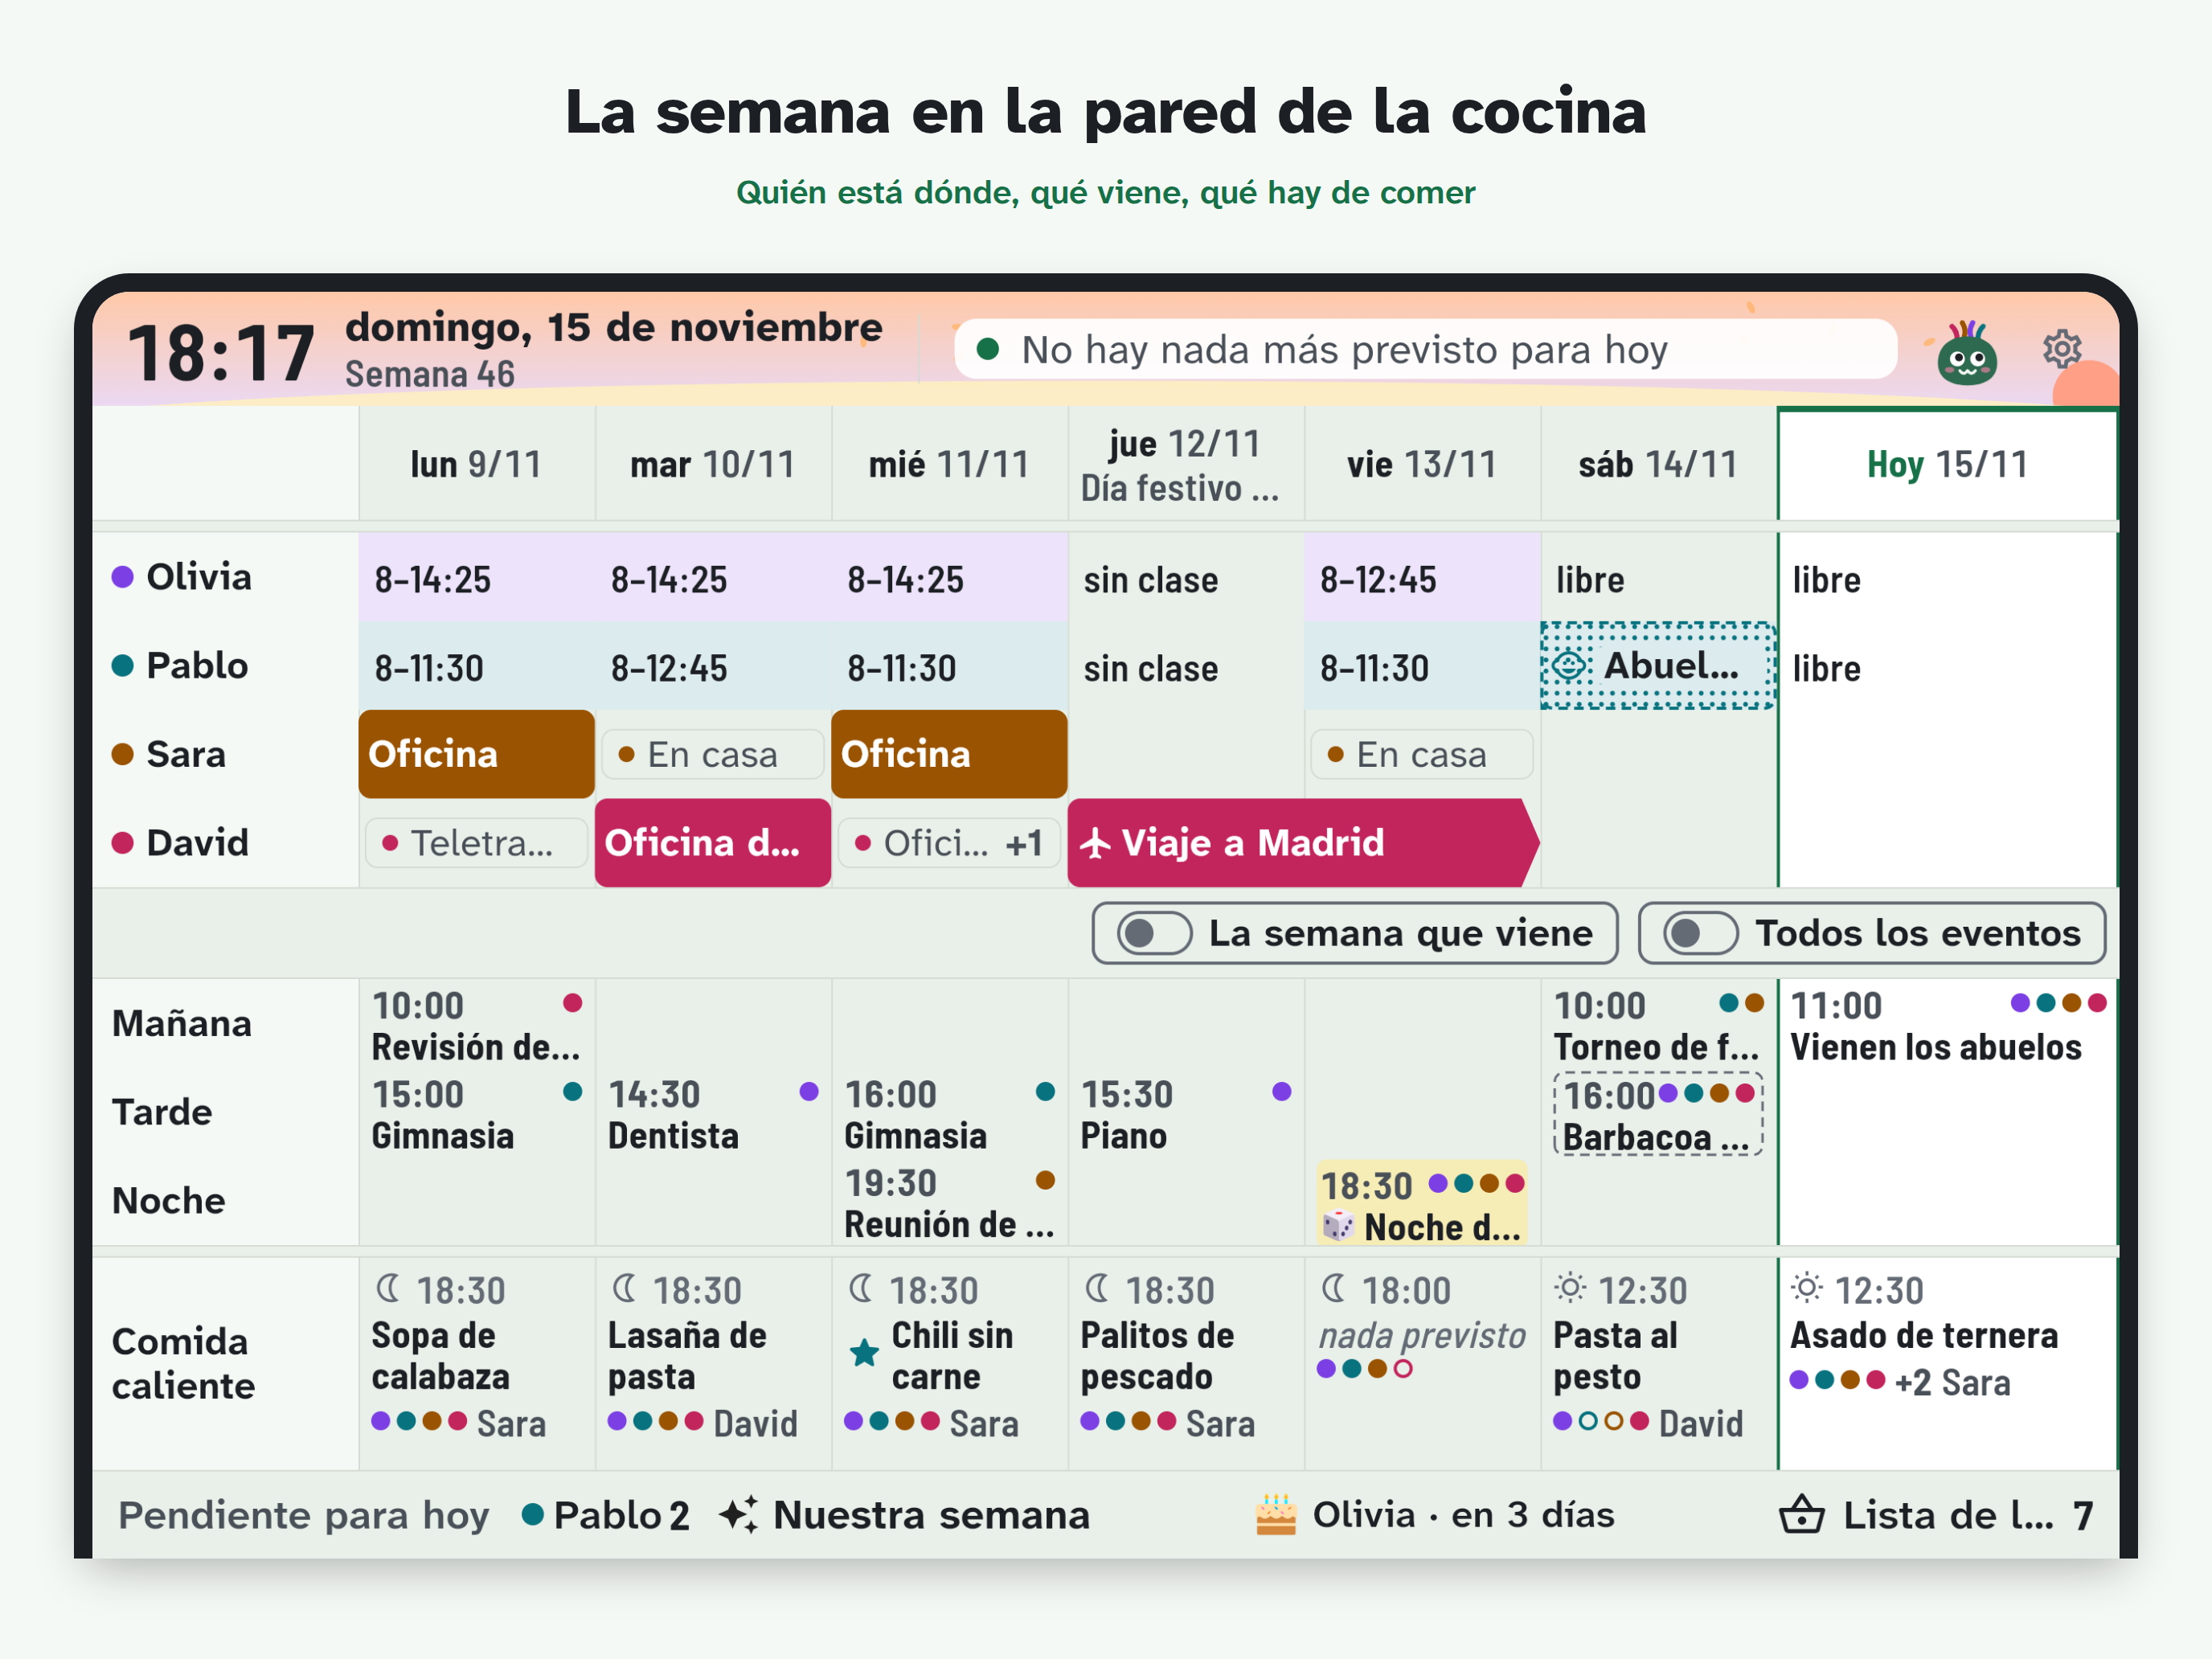 La semana en la pared de la cocina
Quién está dónde, qué viene, qué hay de comer
18:17
domingo, 15 de noviembre
Semana 46
No hay nada más previsto para hoy
lun 9/11
mar 10/11
mié 11/11
jue 12/11
Día festivo ...
vie 13/11
sáb 14/11
Hoy 15/11
Olivia
8–14:25
8–14:25
8–14:25
sin clase
8–12:45
libre
libre
Pablo
8–11:30
8–12:45
8–11:30
sin clase
8–11:30
Abuel...
libre
Sara
Oficina
En casa
Oficina
En casa
David
Teletra...
Oficina d...
Ofici... +1
Viaje a Madrid
La semana que viene
Todos los eventos
Mañana
10:00
Revisión de...
10:00
Torneo de f...
11:00
Vienen los abuelos
Tarde
15:00
Gimnasia
14:30
Dentista
16:00
Gimnasia
15:30
Piano
16:00
Barbacoa ...
Noche
19:30
Reunión de ...
18:30
Noche d...
Comida
caliente
18:30
Sopa de
calabaza
Sara
18:30
Lasaña de
pasta
David
18:30
Chili sin
carne
Sara
18:30
Palitos de
pescado
Sara
18:00
nada previsto
12:30
Pasta al
pesto
David
12:30
Asado de ternera
+2 Sara
Pendiente para hoy
Pablo 2
Nuestra semana
Olivia · en 3 días
Lista de l... 7